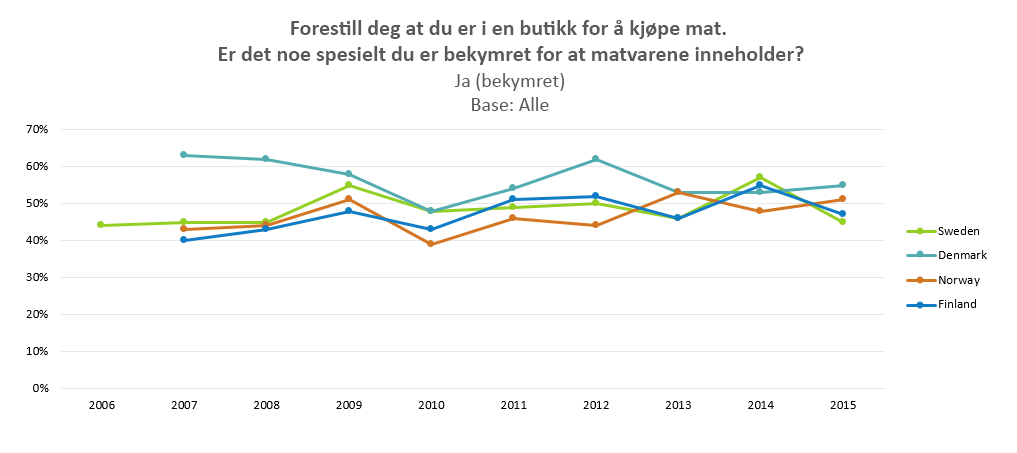 Forestill deg at du er i en butikk for å kjøpe mat.
Er det noe spesielt du er bekymret for at matvarene inneholder?
Ja (bekymret)
Base: Alle
70%
60%
50%
40%
30%
20%
10%
0%
2006 2007 2008 2009 2010 2011 2012 2013 2014 2015
Sweden
Denmark
Norway
Finland